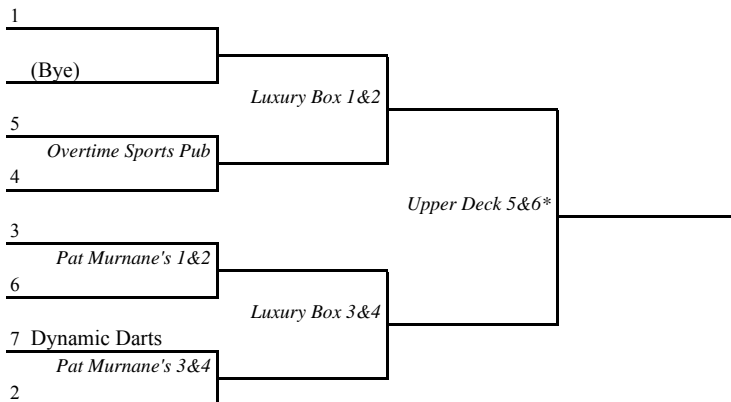 1
(Bye)
Luxury Box 1&2
5
Overtime Sports Pub
4
Upper Deck 5&6*
3
Pat Murnane's 1&2
6
Luxury Box 3&4
7 Dynamic Darts
Pat Murnane's 3&4
2